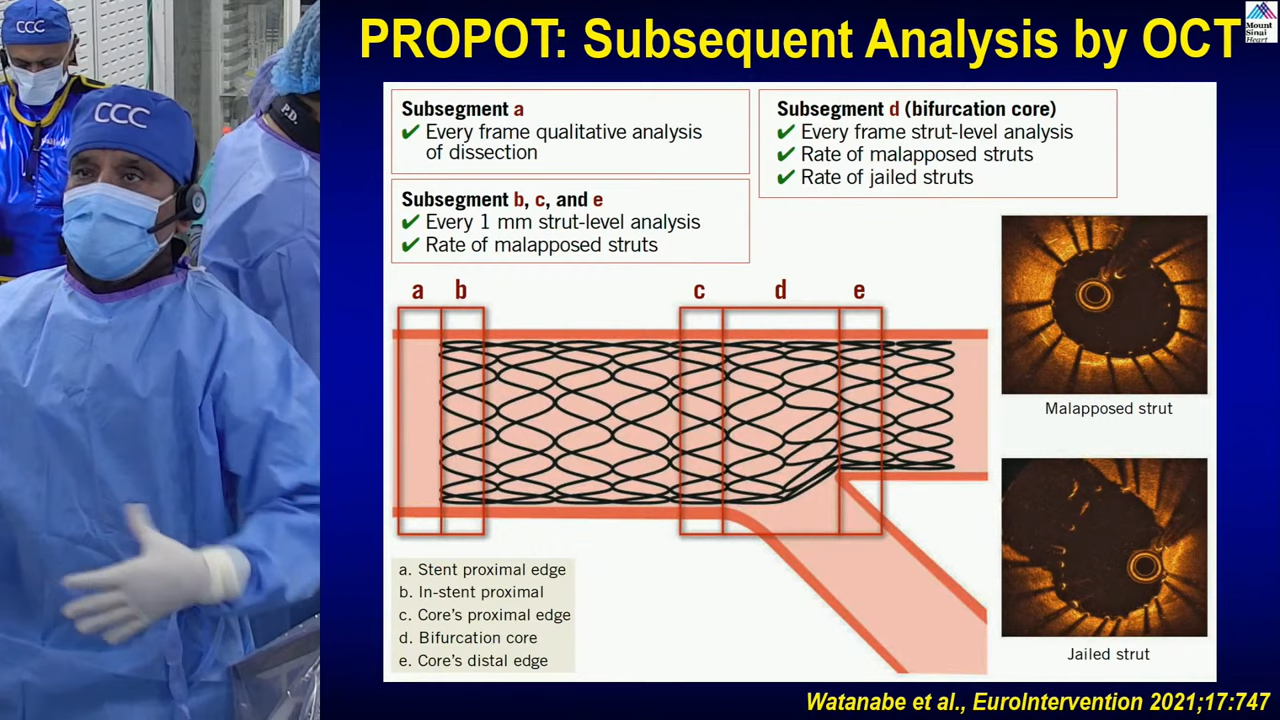 CCC
CCC
P.D.
PROPOT: Subsequent Analysis by OCT
Mount
Sinai
Heart
Subsegment a
✔ Every frame qualitative analysis
of dissection
Subsegment b, c, and e
✔ Every 1 mm strut-level analysis
✔ Rate of malapposed struts
Subsegment d (bifurcation core)
✔ Every frame strut-level analysis
✔ Rate of malapposed struts
✔ Rate of jailed struts
a b c d e
Malapposed strut
a. Stent proximal edge
b. In-stent proximal
c. Core's proximal edge
d. Bifurcation core
e. Core's distal edge
Jailed strut
Watanabe et al., EuroIntervention 2021;17:747